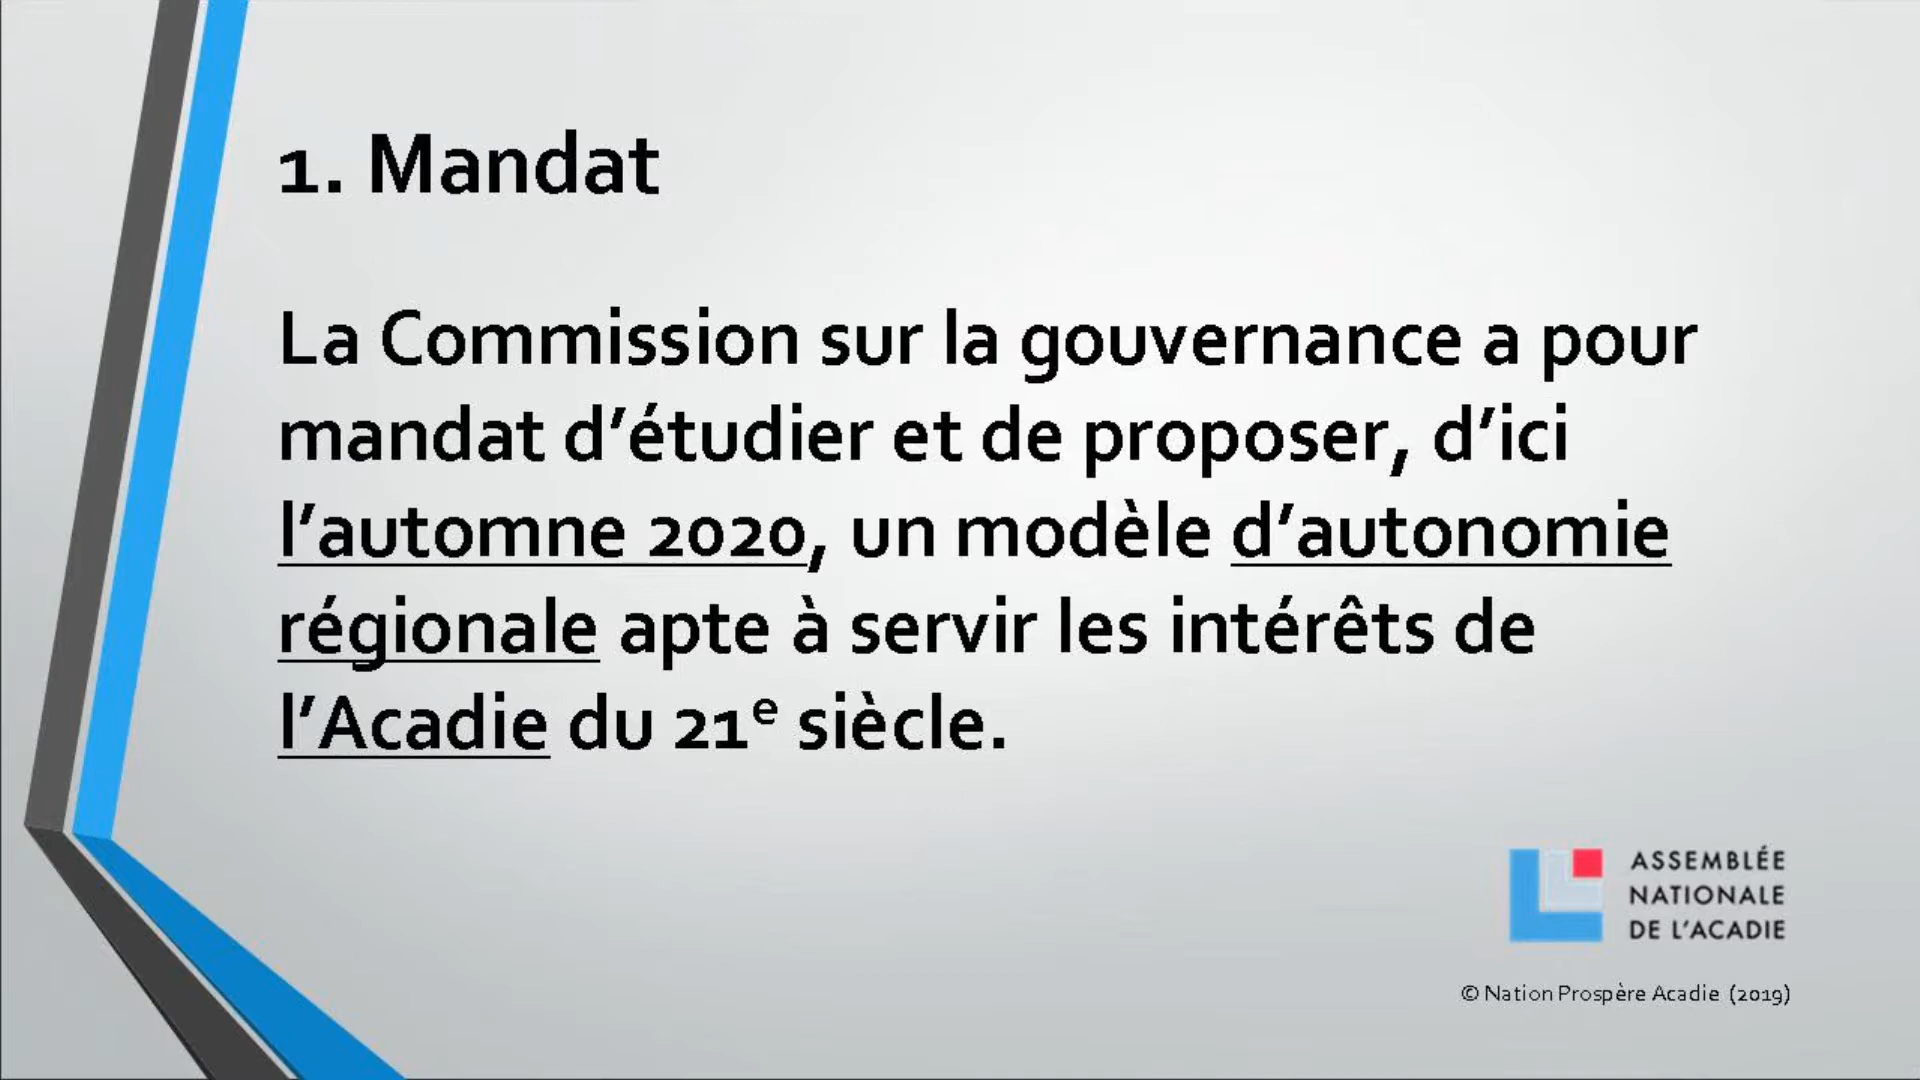 1. Mandat
La Commission sur la gouvernance a pour
mandat d’étudier et de proposer, d’ici
l’automne 2020, un modèle d’autonomie
régionale apte à servir les intérêts de
l’Acadie du 21e siècle.
ASSEMBLÉE
NATIONALE
DE L’ACADIE
© Nation Prospère Acadie (2019)